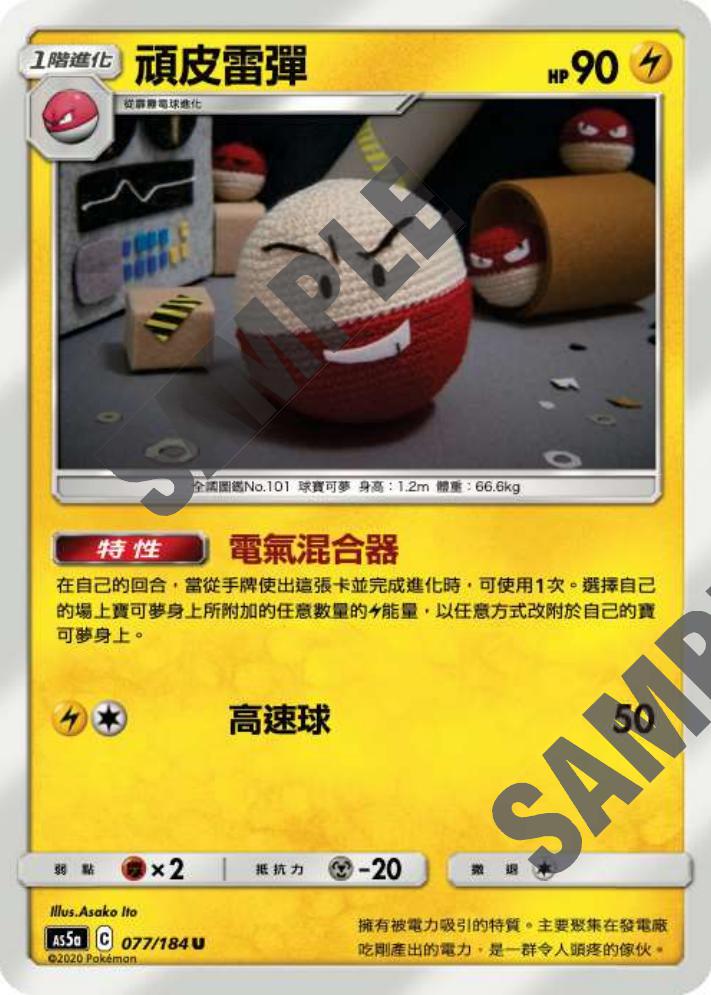 1階進化
頑皮雷彈
HP 90
從霹靂電球進化
全國圖鑑No.101 球寶可夢 身高：1.2m 體重：66.6kg
特性 電氣混合器
在自己的回合，當從手牌使出這張卡並完成進化時，可使用1次。選擇自己
的場上寶可夢身上所附加的任意數量的能量，以任意方式改附於自己的寶
可夢身上。
高速球 50
弱點 ×2 抵抗力 -20 撤退
Illus.Asako Ito
AS5a C 077/184 U
©2020 Pokémon
擁有被電力吸引的特質。主要聚集在發電廠
吃剛產出的電力，是一群令人頭疼的傢伙。
SAMPLE
SAMPL